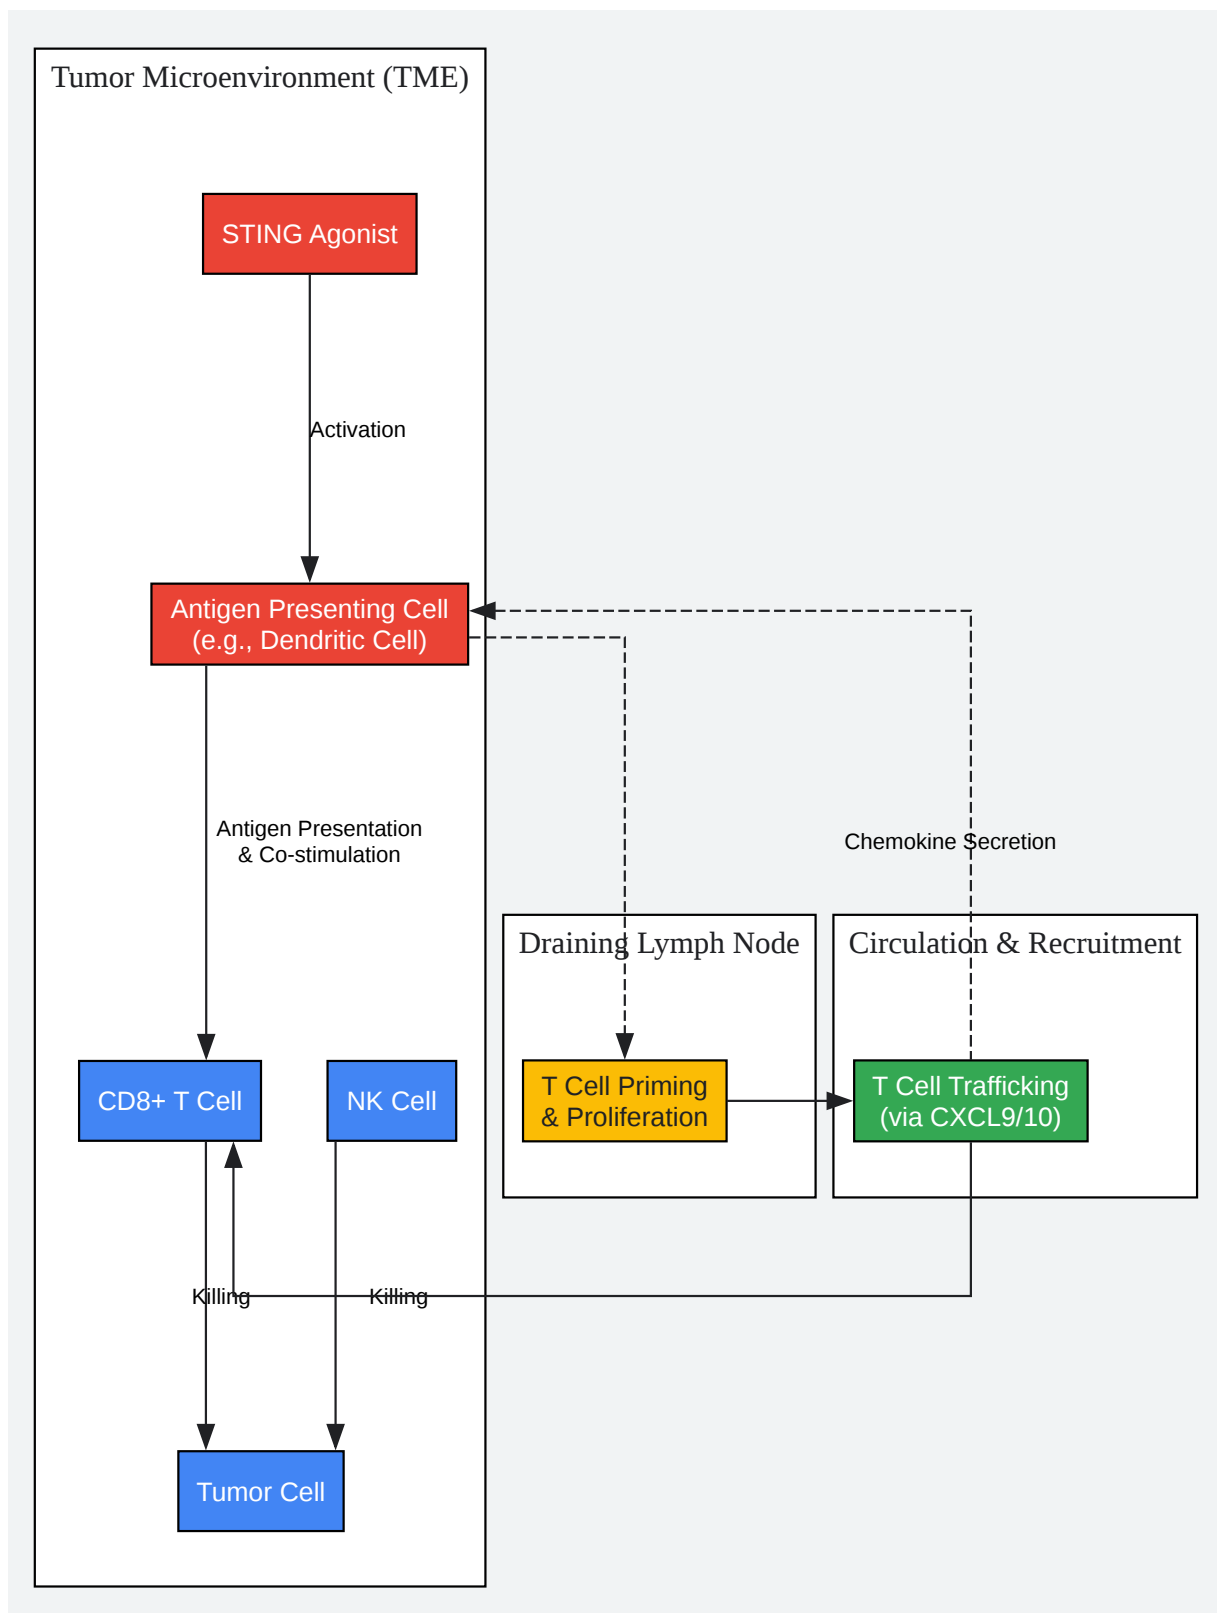 Tumor Microenvironment (TME)
STING Agonist
Activation
Antigen Presenting Cell
(e.g., Dendritic Cell)
Antigen Presentation
& Co-stimulation
Chemokine Secretion
Draining Lymph Node
Circulation & Recruitment
CD8+ T Cell
NK Cell
T Cell Priming
& Proliferation
T Cell Trafficking
(via CXCL9/10)
Killing
Killing
Tumor Cell